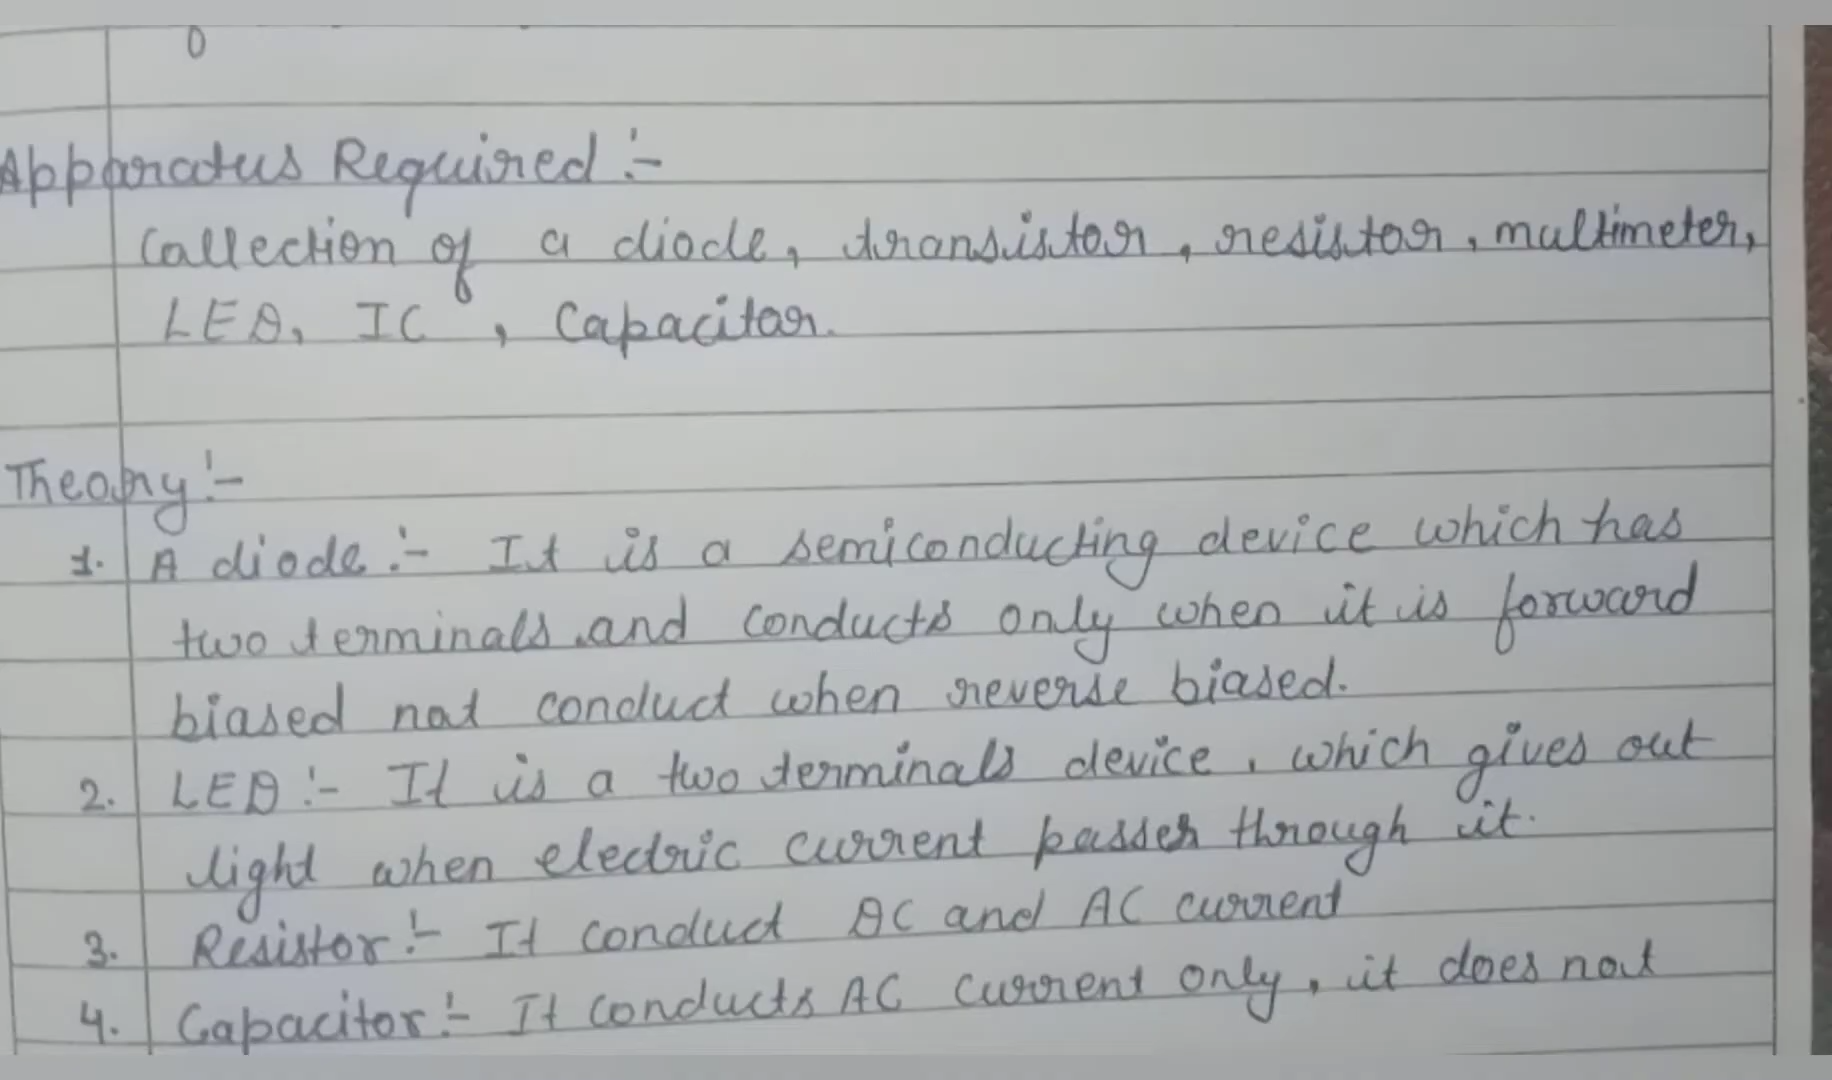 Apparatus Required :-
Collection of a diode, transistor, resistor, multimeter,
LED, IC , Capacitor.
Theory :-
1. A diode :- It is a semiconducting device which has
two terminals and conducts only when it is forward
biased not conduct when reverse biased.
2. LED :- It is a two terminals device, which gives out
light when electric current passes through it.
3. Resistor :- It conduct DC and AC current
4. Capacitor :- It conducts AC current only, it does not